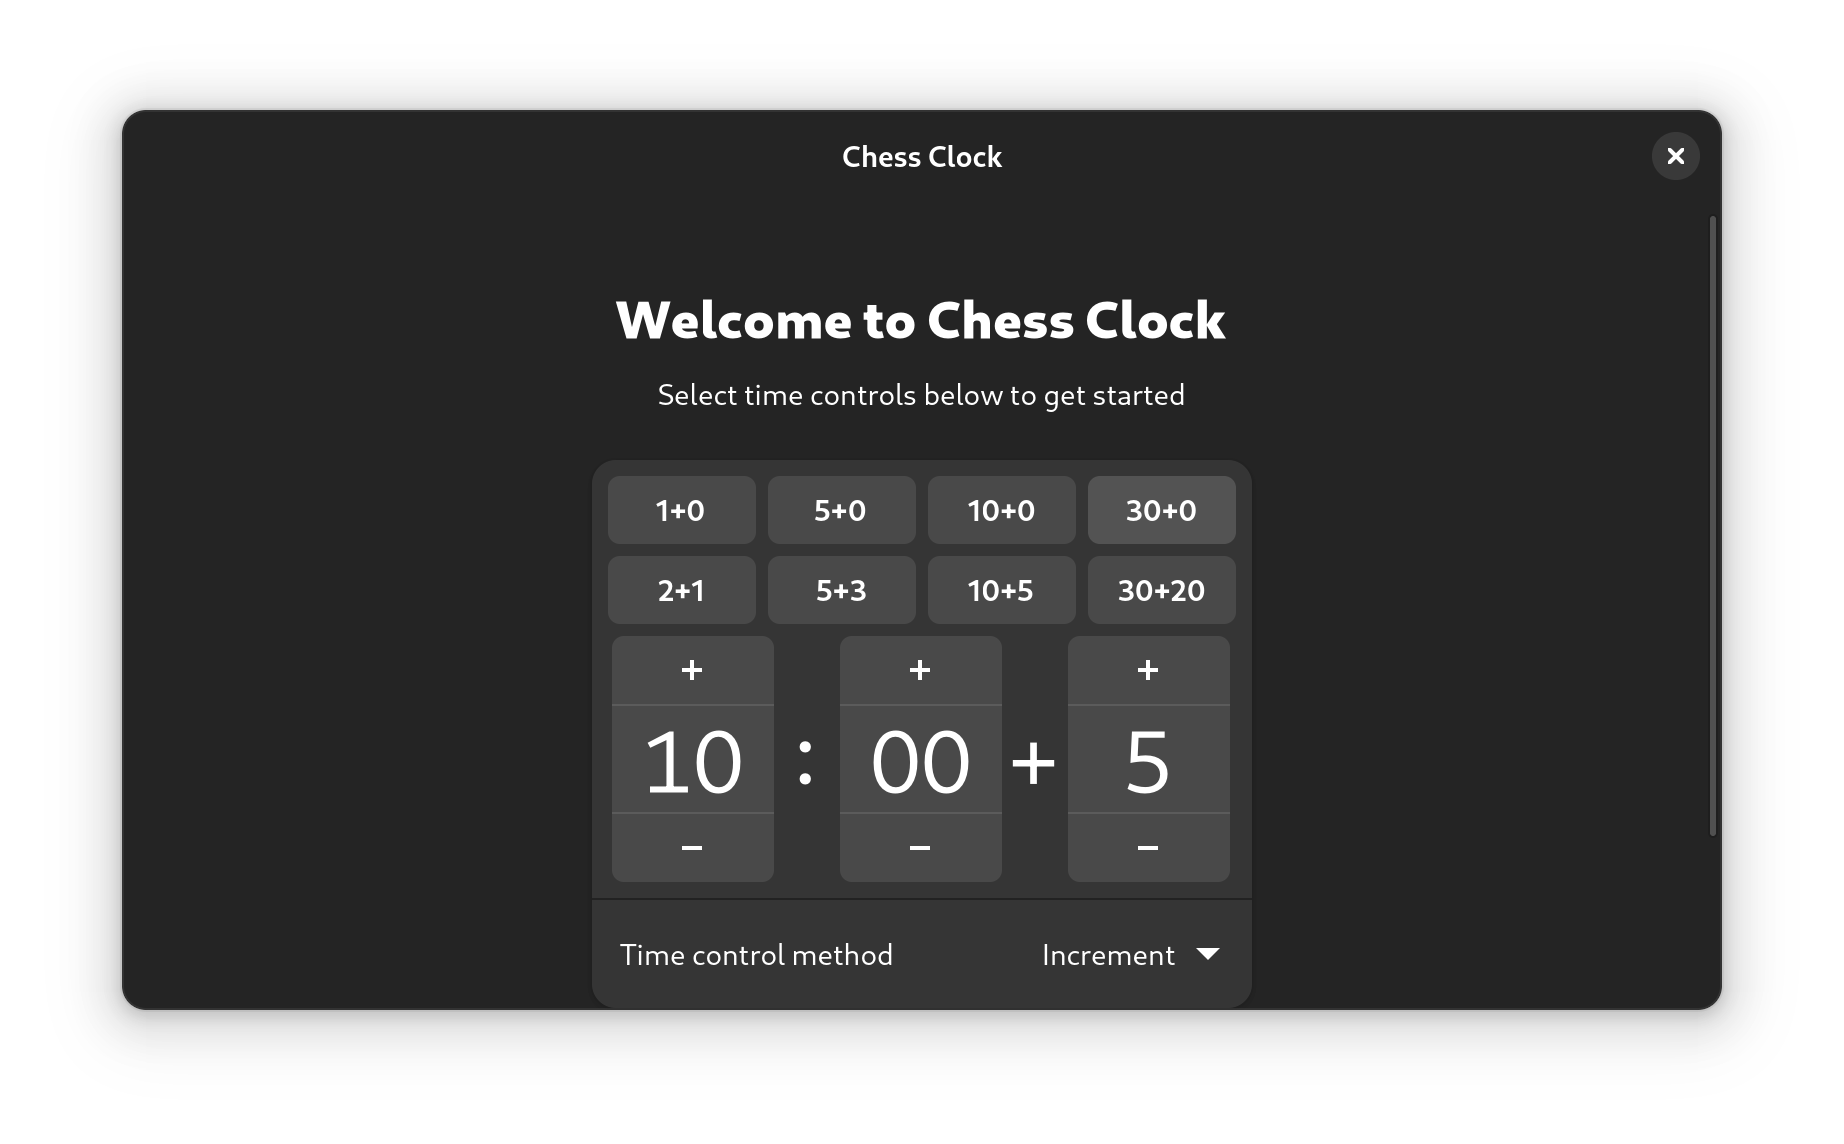 Chess Clock
Welcome to Chess Clock
Select time controls below to get started
1+0 5+0 10+0 30+0
2+1 5+3 10+5 30+20
+ + +
10 : 00 + 5
− − −
Time control method Increment